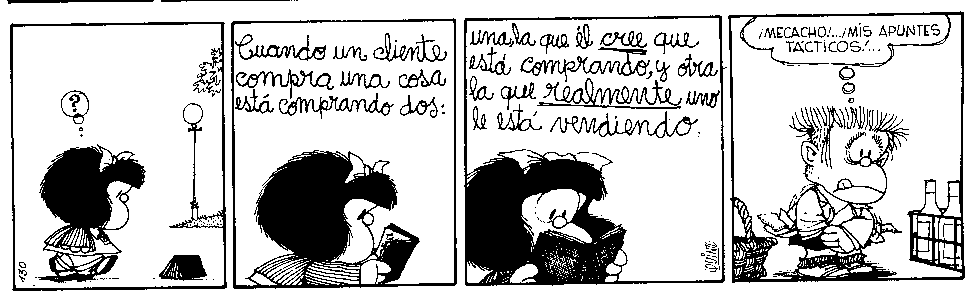 ?
130
Cuando un cliente
compra una cosa
está comprando dos:
una, la que él cree que
está comprando, y otra
la que realmente uno
le está vendiendo.
¡MECACHO!.../MIS APUNTES
TÁCTICOS!...